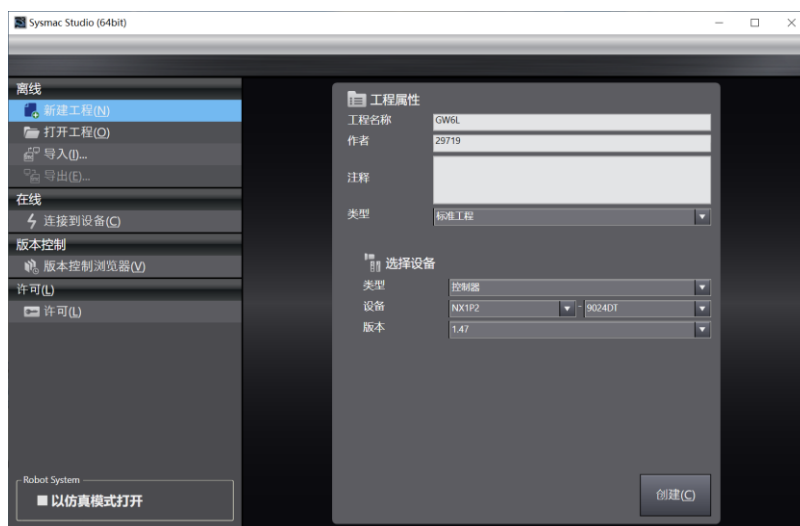 Sysmac Studio (64bit)
离线
新建工程(N)
打开工程(O)
导入(I)...
导出(E)...
在线
连接到设备(C)
版本控制
版本控制浏览器(V)
许可(L)
许可(L)
Robot System
以仿真模式打开
工程属性
工程名称 GW6L
作者 29719
注释
类型 标准工程
选择设备
类型 控制器
设备 NX1P2 - 9024DT
版本 1.47
创建(C)